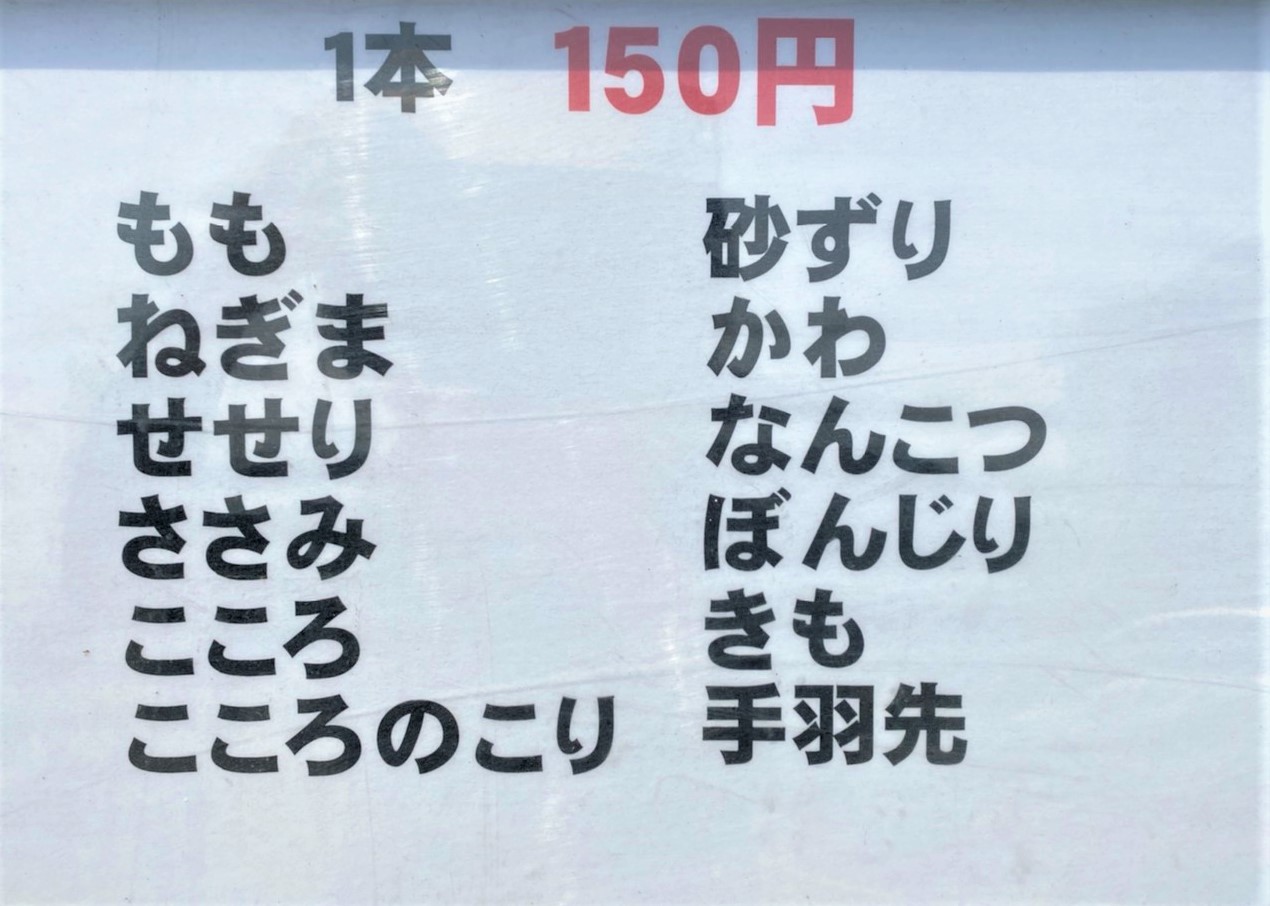 1本 150円
もも
ねぎま
せせり
ささみ
こころ
こころのこり
砂ずり
かわ
なんこつ
ぼんじり
きも
手羽先